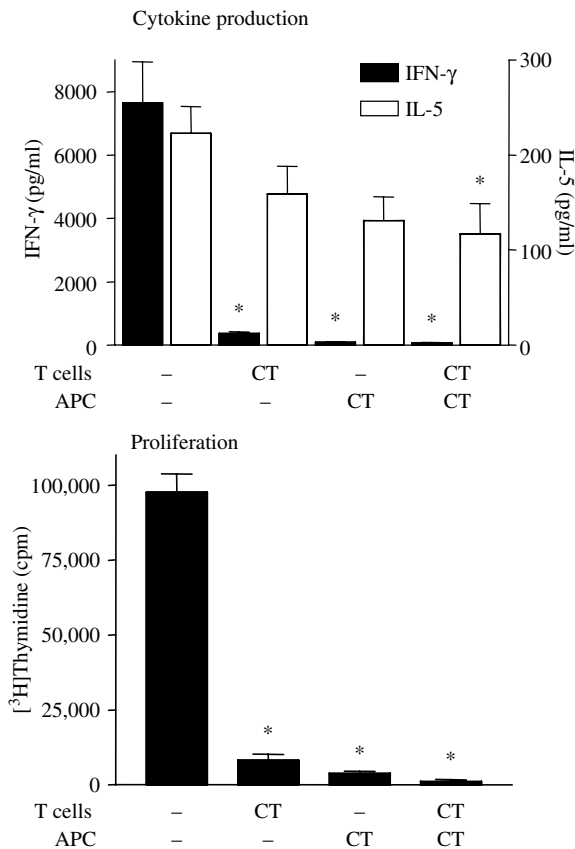 Cytokine production
IFN-γ
IL-5
IFN-γ (pg/ml)
8000
6000
4000
2000
0
IL-5 (pg/ml)
300
200
100
0
*
*
*
*
T cells – CT – CT
APC – – CT CT
Proliferation
[³H]Thymidine (cpm)
100,000
75,000
50,000
25,000
0
*
*
*
T cells – CT – CT
APC – – CT CT